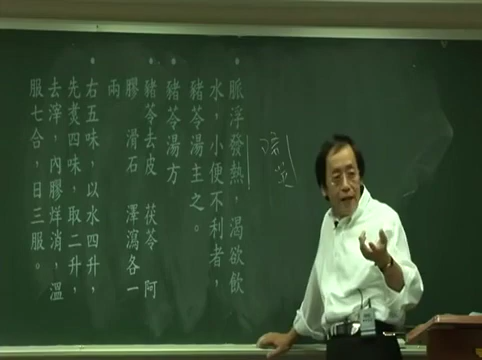 脈浮發熱，渴欲飲
水，小便不利者，
豬苓湯主之。
豬苓湯方
豬苓去皮　茯苓　阿
膠　滑石　澤瀉各一
兩
右五味，以水四升，
先煑四味，取二升，
去滓，內膠烊消，溫
服七合，日三服。